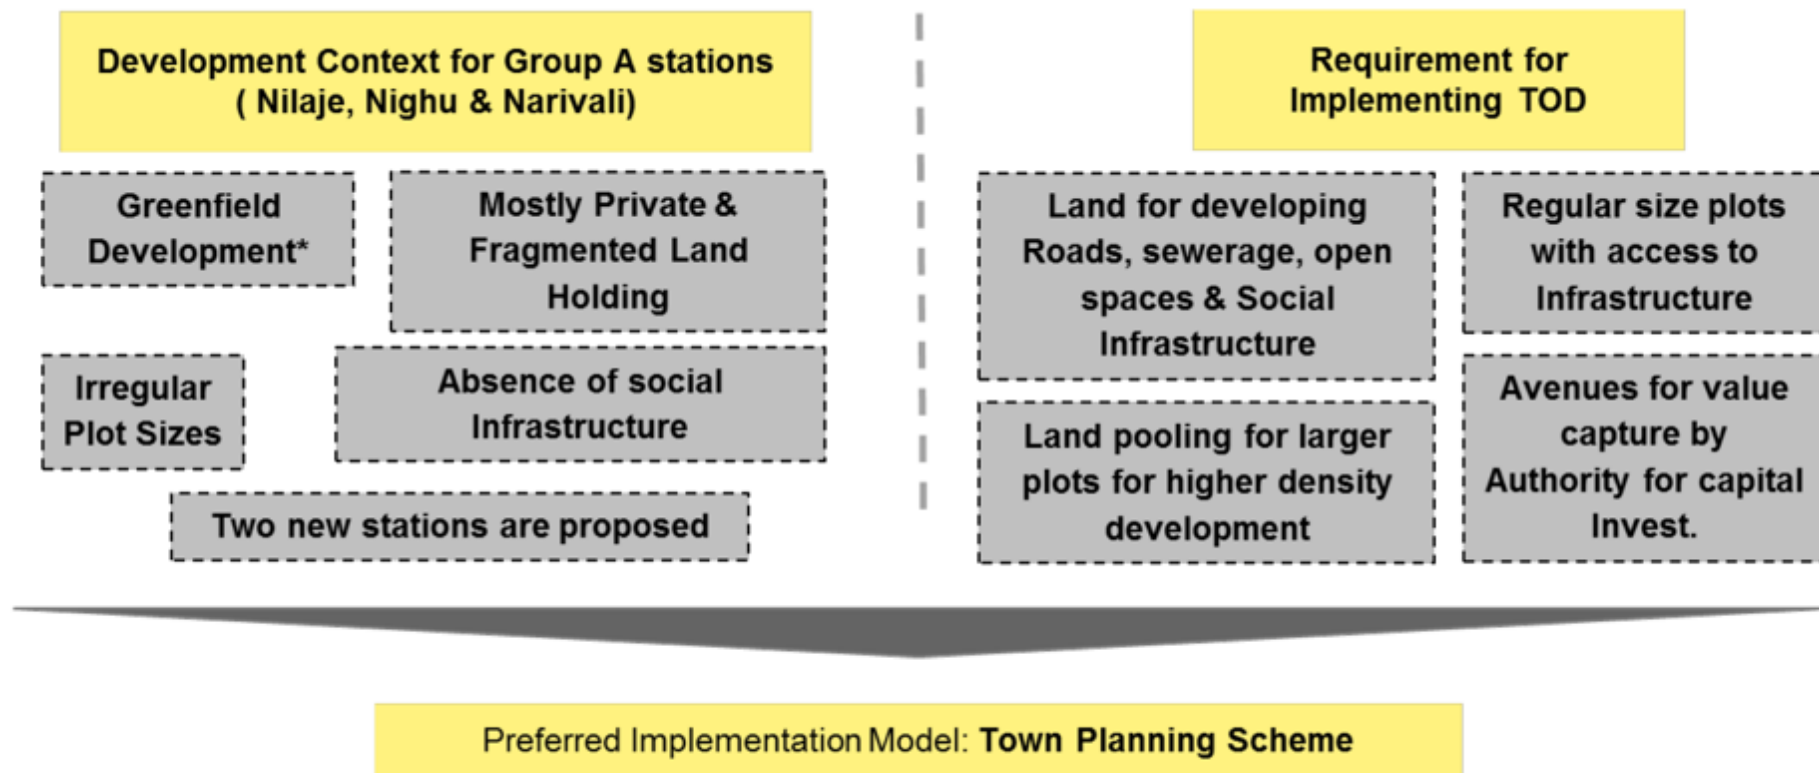 Development Context for Group A stations
( Nilaje, Nighu & Narivali)
Greenfield
Development*
Mostly Private &
Fragmented Land
Holding
Irregular
Plot Sizes
Absence of social
Infrastructure
Two new stations are proposed
Requirement for
Implementing TOD
Land for developing
Roads, sewerage, open
spaces & Social
Infrastructure
Regular size plots
with access to
Infrastructure
Land pooling for larger
plots for higher density
development
Avenues for value
capture by
Authority for capital
Invest.
Preferred Implementation Model: Town Planning Scheme